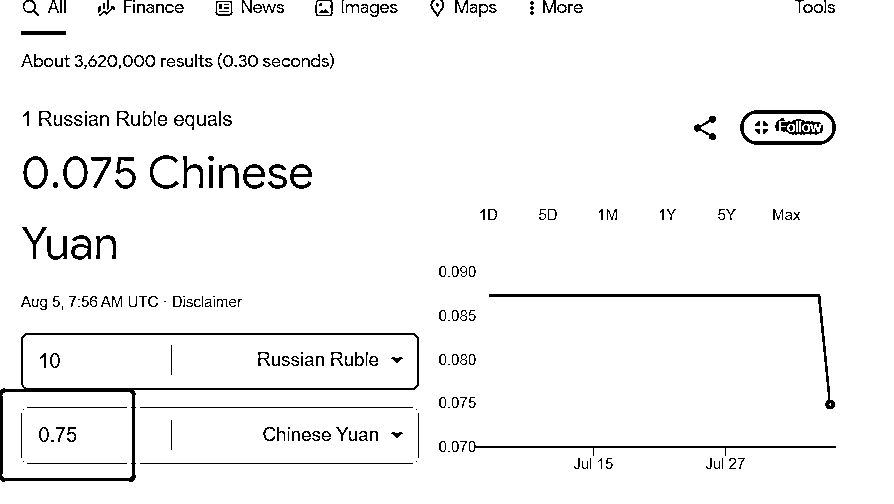 All Finance News Images Maps More Tools
About 3,620,000 results (0.30 seconds)
1 Russian Ruble equals
Follow
0.075 Chinese
Yuan
Aug 5, 7:56 AM UTC · Disclaimer
10 Russian Ruble
0.75 Chinese Yuan
1D 5D 1M 1Y 5Y Max
0.090
0.085
0.080
0.075
0.070
Jul 15 Jul 27